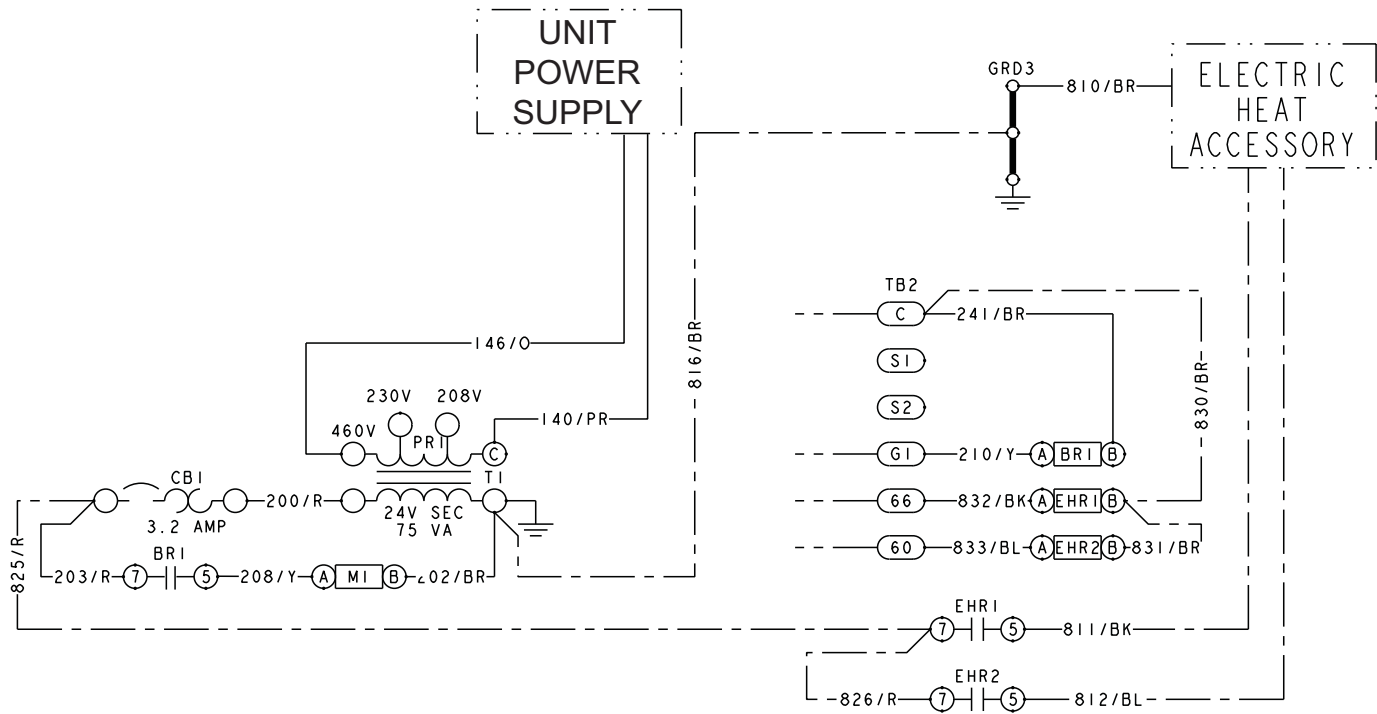 UNIT
POWER
SUPPLY
GRD3
810/BR
ELECTRIC
HEAT
ACCESSORY
TB2
C
241/BR
146/O
816/BR
S1
830/BR
230V 208V
140/PR
S2
460V
PR1
C
G1
210/Y
A BR1 B
CB1
T1
200/R
24V SEC
75 VA
66
832/BK
A EHR1 B
3.2 AMP
825/R
BR1
60
833/BL
A EHR2 B
831/BR
203/R
7
5
208/Y
A M1 B
202/BR
EHR1
7
5
811/BK
EHR2
826/R
7
5
812/BL